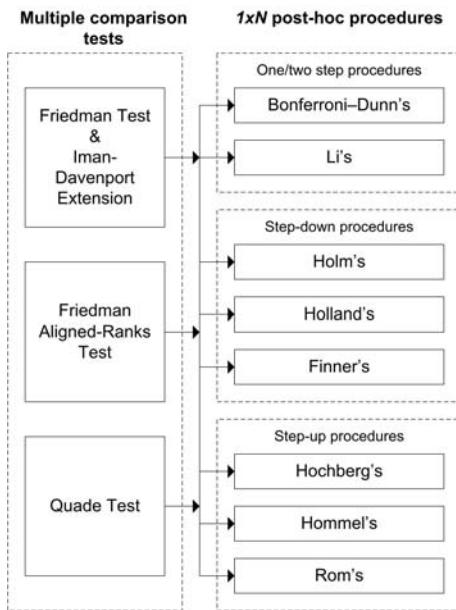 Multiple comparison
tests
Friedman Test
&
Iman-
Davenport
Extension
Friedman
Aligned-Ranks
Test
Quade Test
1xN post-hoc procedures
One/two step procedures
Bonferroni–Dunn's
Li's
Step-down procedures
Holm's
Holland's
Finner's
Step-up procedures
Hochberg's
Hommel's
Rom's